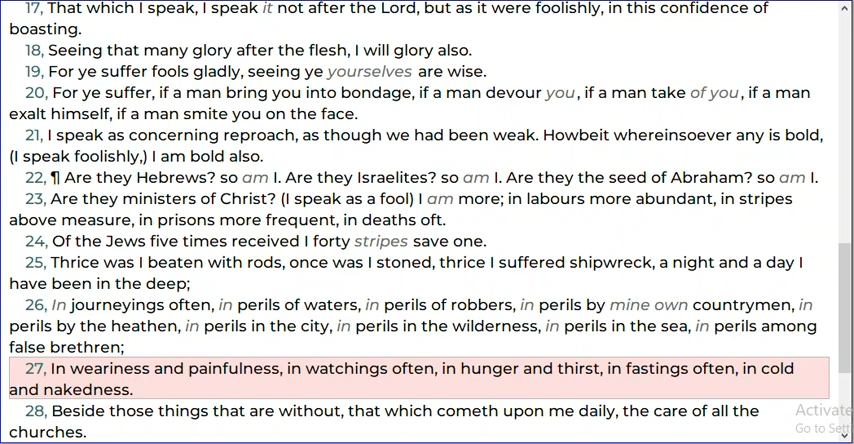 17, That which I speak, I speak it not after the Lord, but as it were foolishly, in this confidence of
boasting.
18, Seeing that many glory after the flesh, I will glory also.
19, For ye suffer fools gladly, seeing ye yourselves are wise.
20, For ye suffer, if a man bring you into bondage, if a man devour you, if a man take of you, if a man
exalt himself, if a man smite you on the face.
21, I speak as concerning reproach, as though we had been weak. Howbeit whereinsoever any is bold,
(I speak foolishly,) I am bold also.
22, ¶ Are they Hebrews? so am I. Are they Israelites? so am I. Are they the seed of Abraham? so am I.
23, Are they ministers of Christ? (I speak as a fool) I am more; in labours more abundant, in stripes
above measure, in prisons more frequent, in deaths oft.
24, Of the Jews five times received I forty stripes save one.
25, Thrice was I beaten with rods, once was I stoned, thrice I suffered shipwreck, a night and a day I
have been in the deep;
26, In journeyings often, in perils of waters, in perils of robbers, in perils by mine own countrymen, in
perils by the heathen, in perils in the city, in perils in the wilderness, in perils in the sea, in perils among
false brethren;
27, In weariness and painfulness, in watchings often, in hunger and thirst, in fastings often, in cold
and nakedness.
28, Beside those things that are without, that which cometh upon me daily, the care of all the
churches.
Activate
Go to Sett